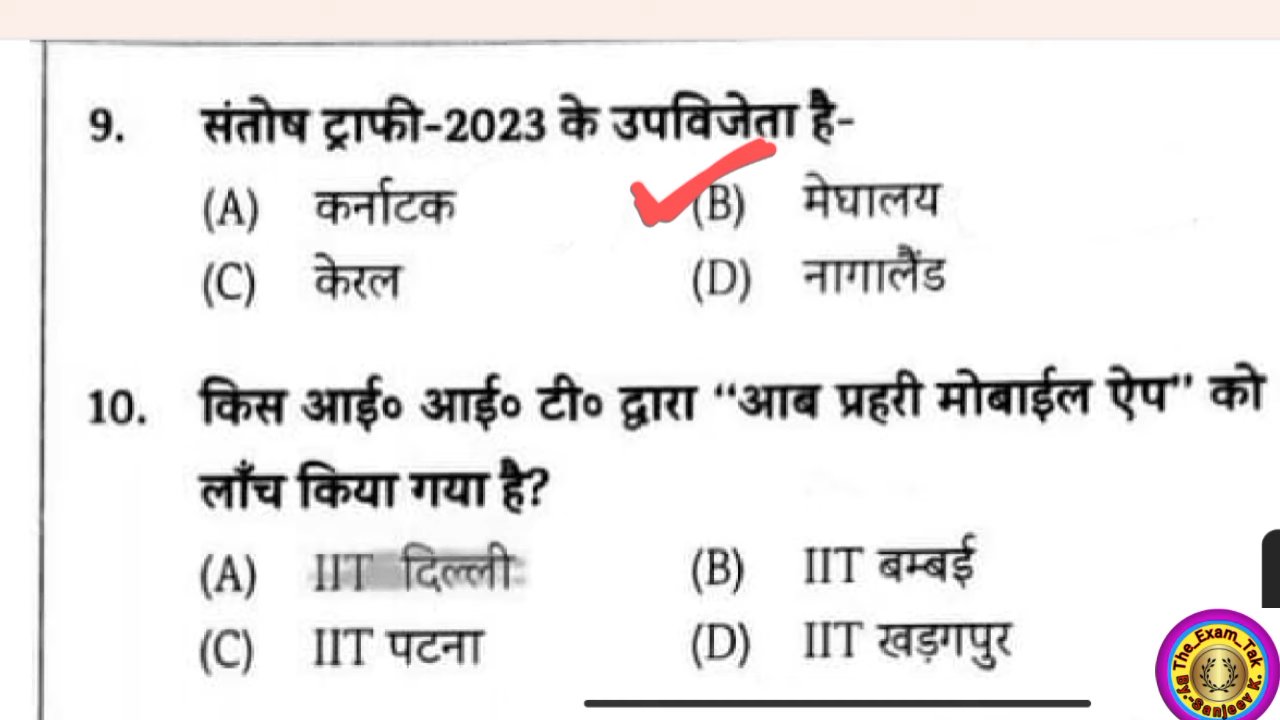 9. संतोष ट्राफी-2023 के उपविजेता है-
(A) कर्नाटक (B) मेघालय
(C) केरल (D) नागालैंड
10. किस आई० आई० टी० द्वारा “आब प्रहरी मोबाईल ऐप” को
लाँच किया गया है?
(A) IIT दिल्ली (B) IIT बम्बई
(C) IIT पटना (D) IIT खड़गपुर
The_Exam_Tak
By:-Sanjeev K.